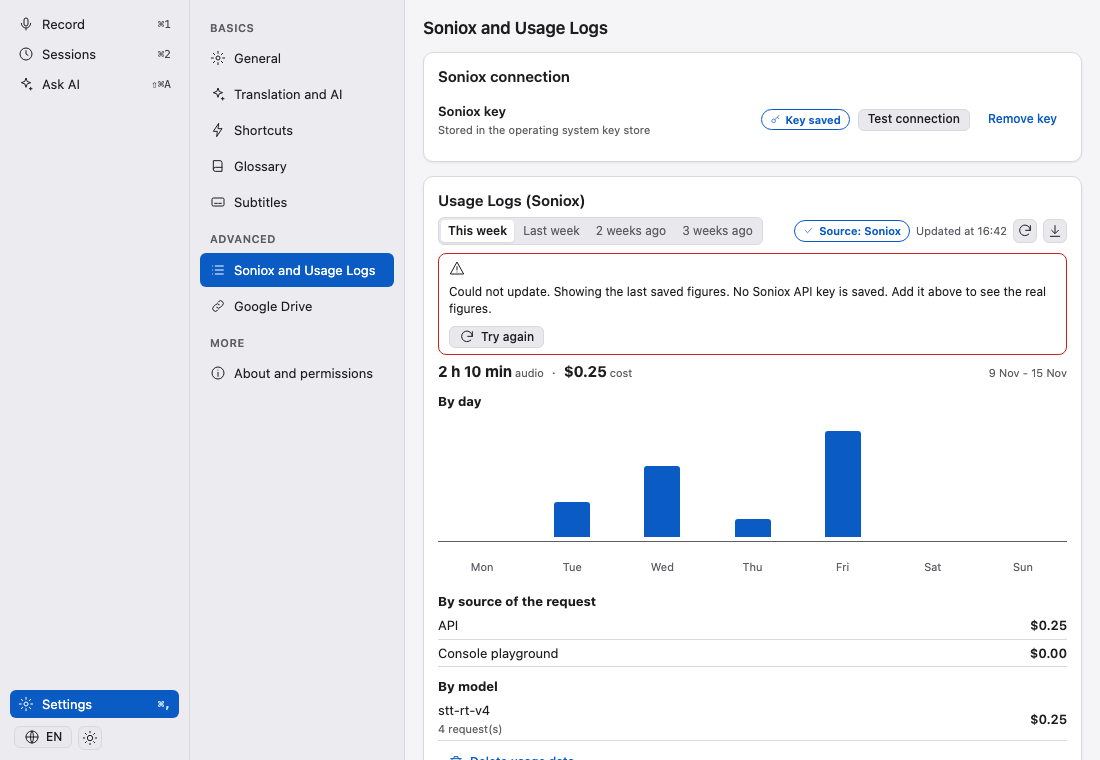 Record ⌘1
Sessions ⌘2
Ask AI ⇧⌘A
Settings ⌘,
EN
BASICS
General
Translation and AI
Shortcuts
Glossary
Subtitles
ADVANCED
Soniox and Usage Logs
Google Drive
MORE
About and permissions
Soniox and Usage Logs
Soniox connection
Soniox key
Stored in the operating system key store
Key saved Test connection Remove key
Usage Logs (Soniox)
This week Last week 2 weeks ago 3 weeks ago Source: Soniox Updated at 16:42
Could not update. Showing the last saved figures. No Soniox API key is saved. Add it above to see the real
figures.
Try again
2 h 10 min audio · $0.25 cost 9 Nov - 15 Nov
By day
Mon Tue Wed Thu Fri Sat Sun
By source of the request
API $0.25
Console playground $0.00
By model
stt-rt-v4 $0.25
4 request(s)
Delete usage data